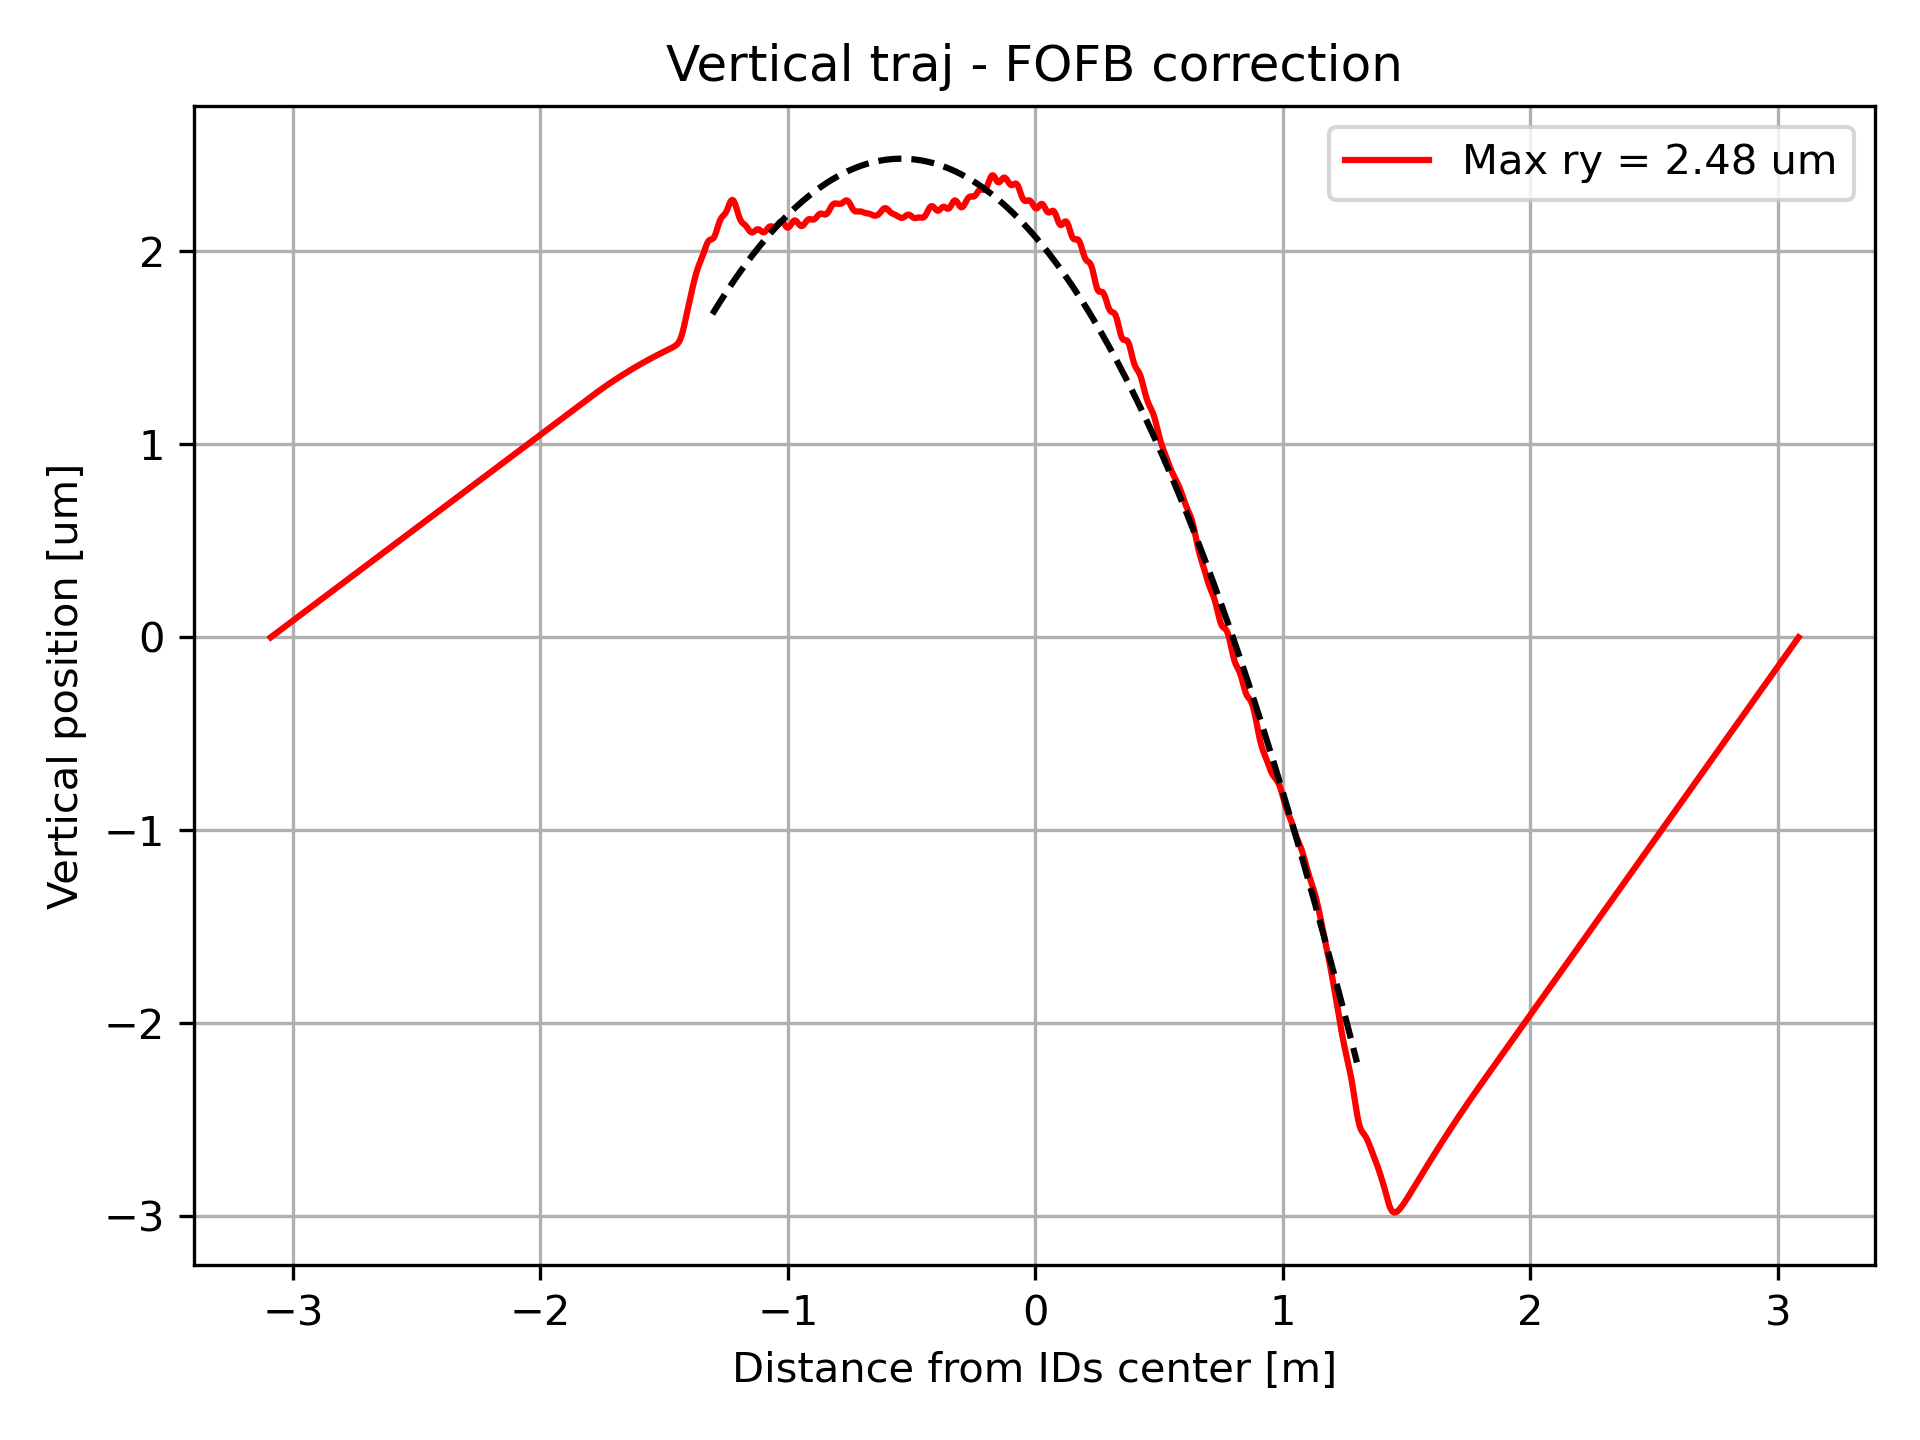 Vertical traj - FOFB correction
Max ry = 2.48 um
Vertical position [um]
2
1
0
−1
−2
−3
−3 −2 −1 0 1 2 3
Distance from IDs center [m]